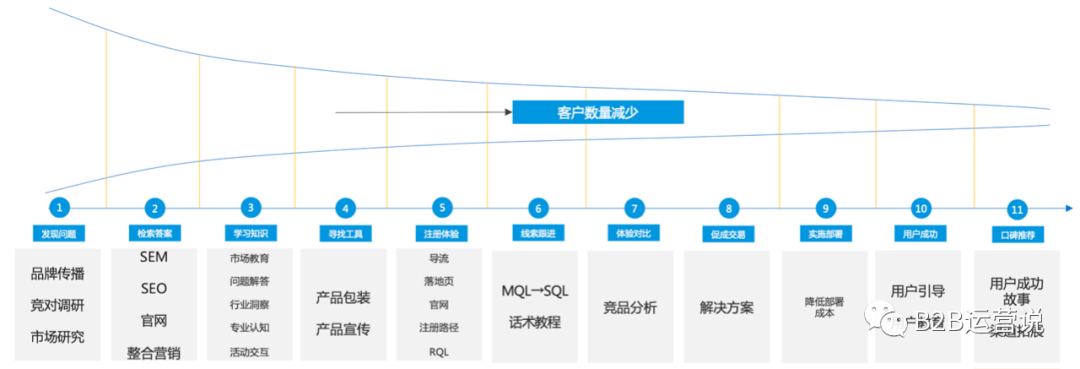 客户数量减少
1
2
3
4
5
6
7
8
9
10
11
发现问题
检索答案
学习知识
寻找工具
注册体验
线索跟进
体验对比
促成交易
实施部署
用户成功
口碑推荐
品牌传播
竞对调研
市场研究
SEM
SEO
官网
整合营销
市场教育
问题解答
行业洞察
专业认知
活动交互
产品包装
产品宣传
导流
落地页
官网
注册路径
RQL
MQL→SQL
话术教程
竞品分析
解决方案
降低部署
成本
用户引导
用户成功
故事
渠道拓展
B2B运营说